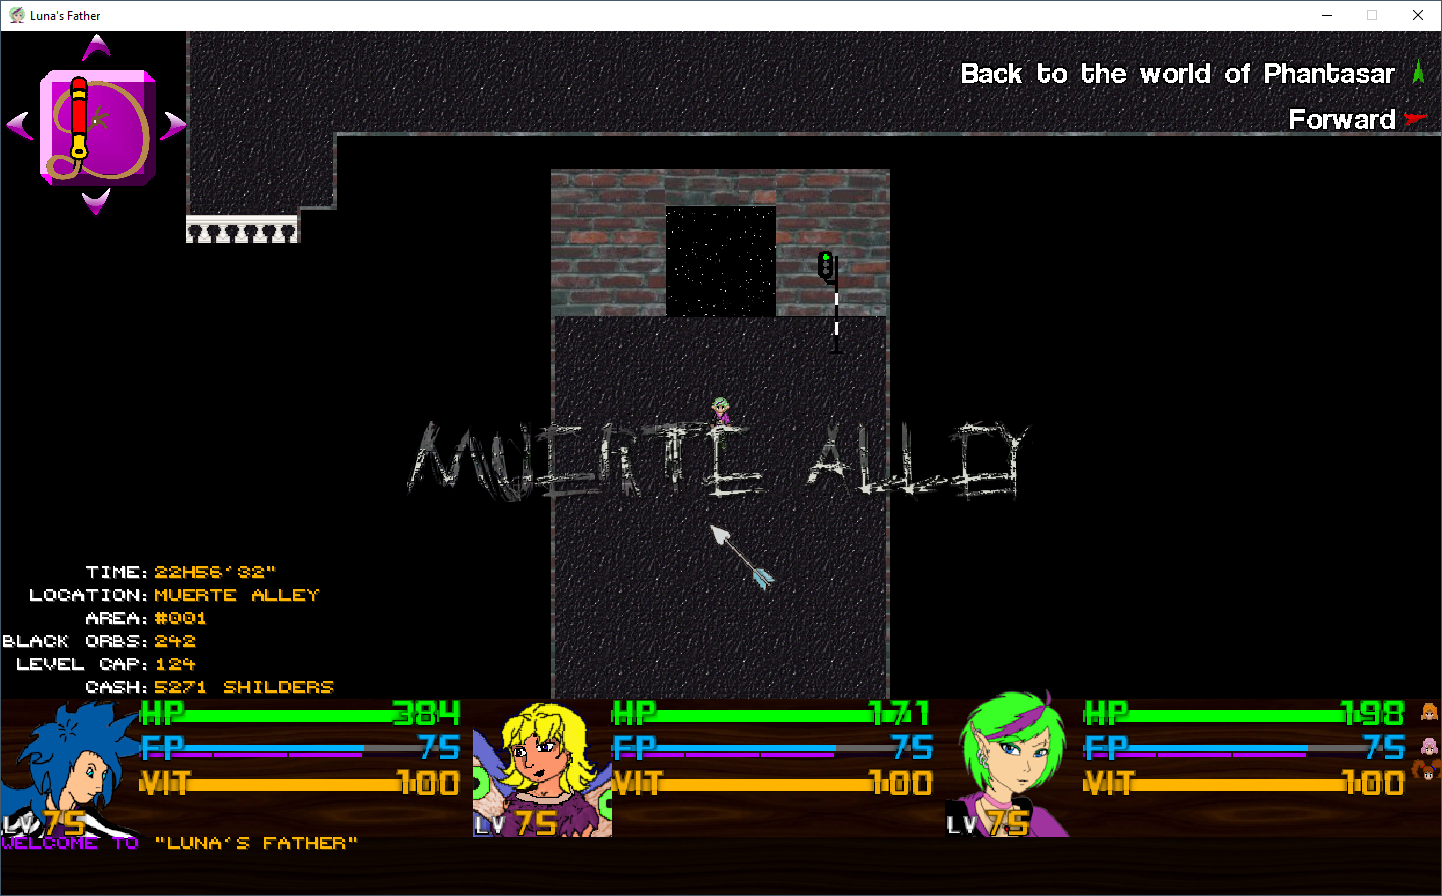 Luna's Father
Back to the world of Phantasar
Forward
MUERTE ALLEY
TIME: 22H56'32"
LOCATION: MUERTE ALLEY
AREA: #001
BLACK ORBS: 242
LEVEL CAP: 124
CASH: 5271 SHILDERS
HP 384
FP 75
VIT 100
LV 75
HP 171
FP 75
VIT 100
LV 75
HP 198
FP 75
VIT 100
LV 75
WELCOME TO "LUNA'S FATHER"